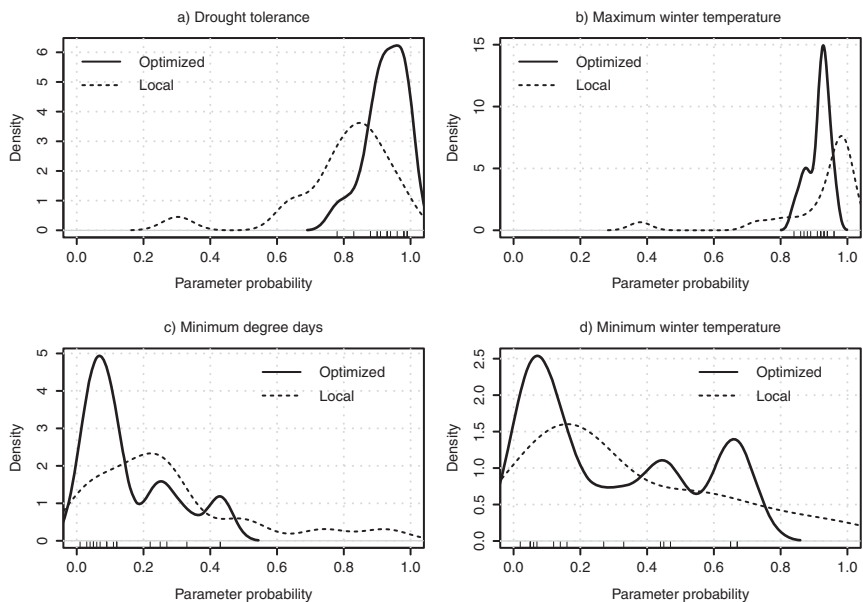 a) Drought tolerance
Optimized
Local
Density
0 1 2 3 4 5 6
0.0 0.2 0.4 0.6 0.8 1.0
Parameter probability
b) Maximum winter temperature
Optimized
Local
Density
0 5 10 15
0.0 0.2 0.4 0.6 0.8 1.0
Parameter probability
c) Minimum degree days
Optimized
Local
Density
0 1 2 3 4 5
0.0 0.2 0.4 0.6 0.8 1.0
Parameter probability
d) Minimum winter temperature
Optimized
Local
Density
0.0 0.5 1.0 1.5 2.0 2.5
0.0 0.2 0.4 0.6 0.8 1.0
Parameter probability